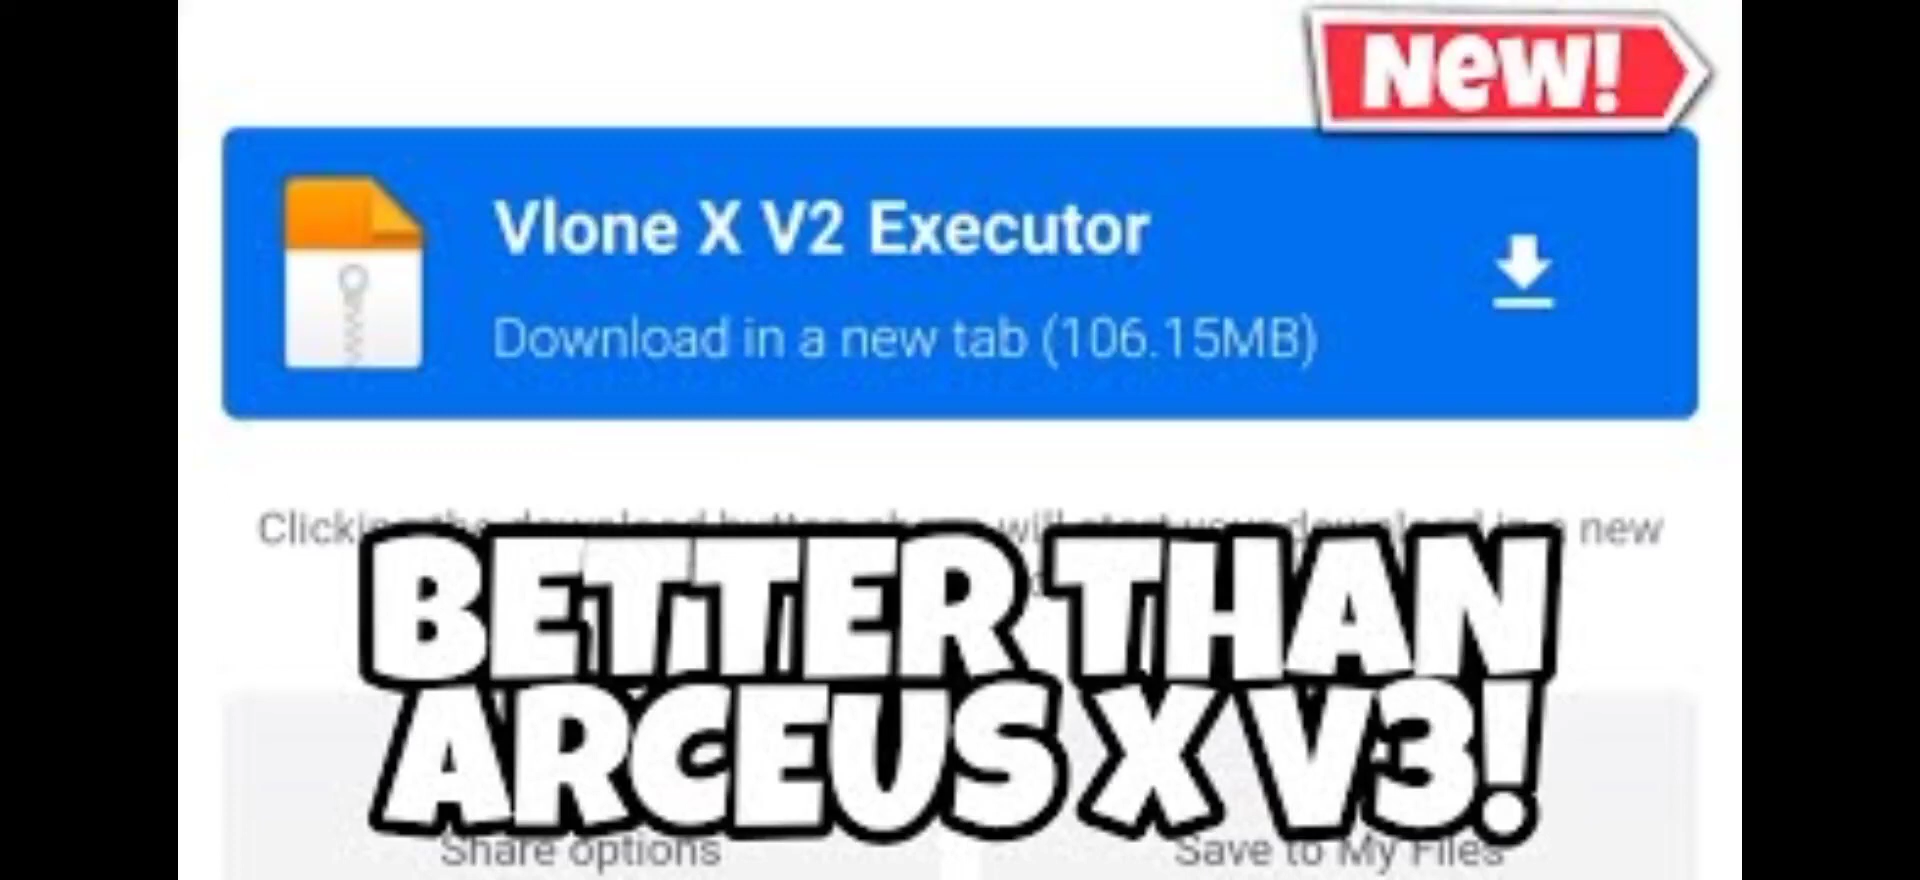 New!
Vlone X V2 Executor
Download in a new tab (106.15MB)
will new
BETTER THAN
ARCEUS X V3!
Share options Save to My Files